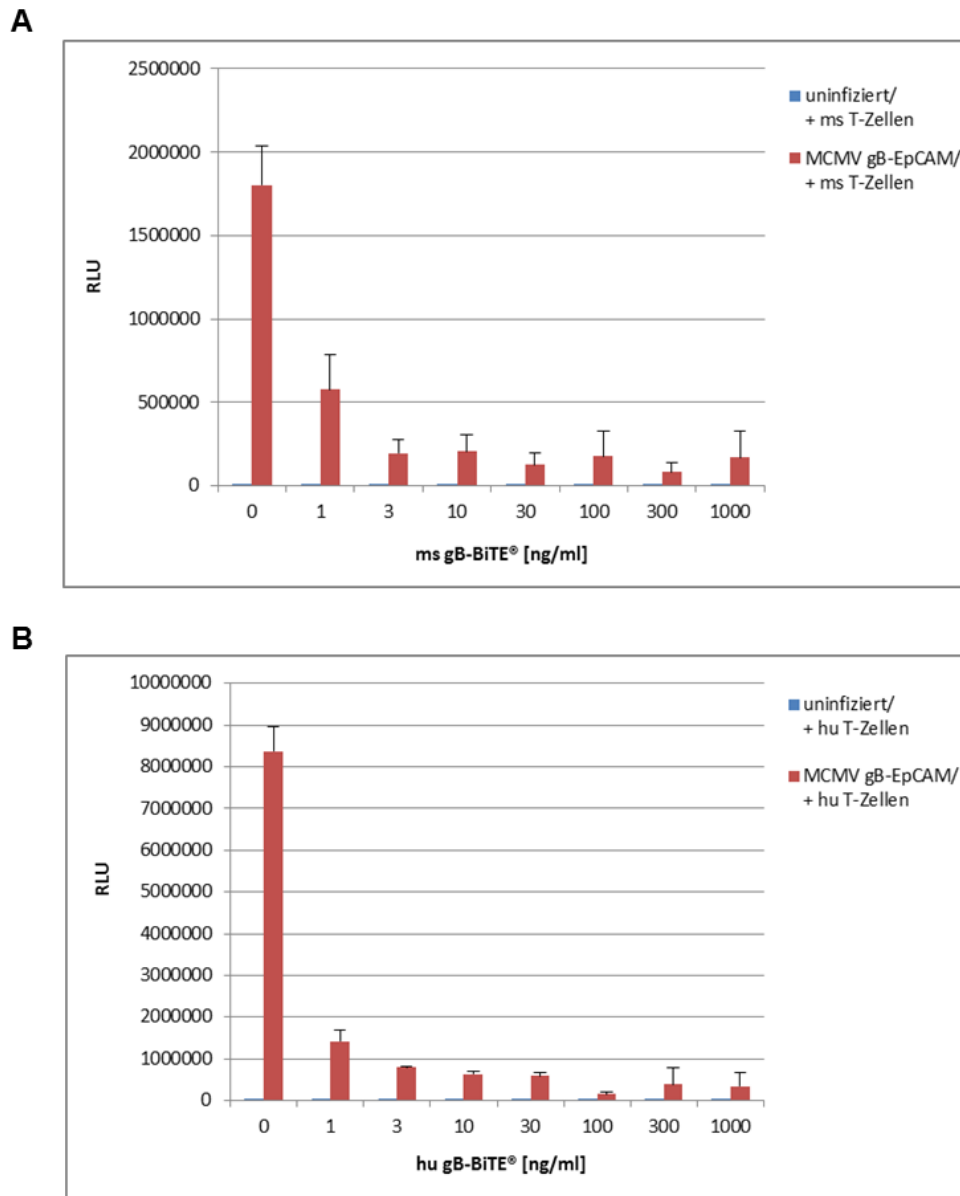 A
2500000
2000000
1500000
1000000
500000
0
RLU
0 1 3 10 30 100 300 1000
ms gB-BiTE® [ng/ml]
uninfiziert/
+ ms T-Zellen
MCMV gB-EpCAM/
+ ms T-Zellen
B
10000000
9000000
8000000
7000000
6000000
5000000
4000000
3000000
2000000
1000000
0
RLU
0 1 3 10 30 100 300 1000
hu gB-BiTE® [ng/ml]
uninfiziert/
+ hu T-Zellen
MCMV gB-EpCAM/
+ hu T-Zellen